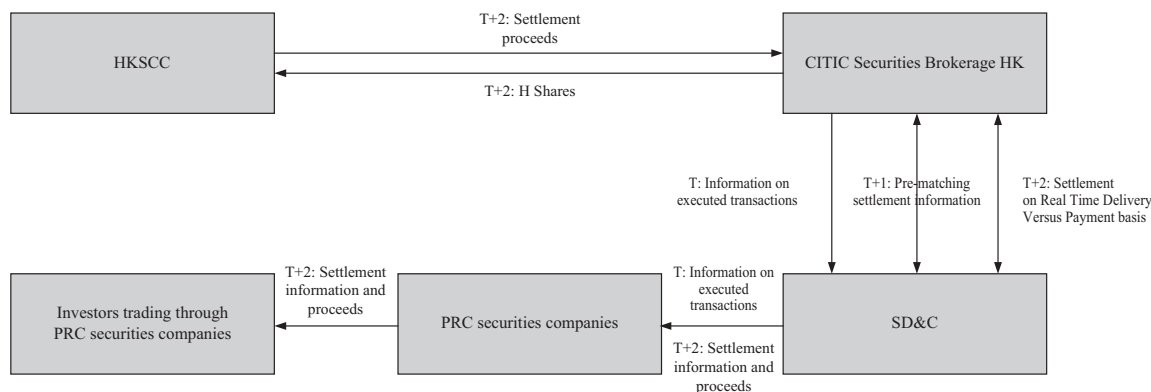 T+2: Settlement
proceeds
HKSCC
CITIC Securities Brokerage HK
T+2: H Shares
T: Information on
executed transactions
T+1: Pre-matching
settlement information
T+2: Settlement
on Real Time Delivery
Versus Payment basis
Investors trading through
PRC securities companies
T+2: Settlement
information and
proceeds
PRC securities companies
T: Information on
executed
transactions
T+2: Settlement
information and
proceeds
SD&C